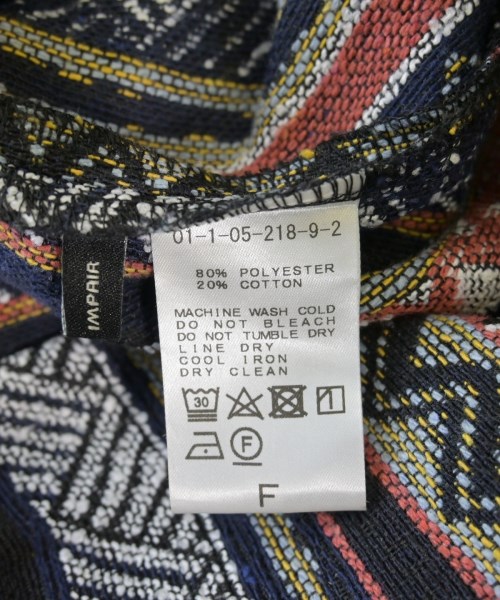 01-1-05-218-9-2
80% POLYESTER
20% COTTON
IMPAIR
MACHINE WASH COLD
DO NOT BLEACH
DO NOT TUMBLE DRY
LINE DRY
COOL IRON
DRY CLEAN
30
F
F